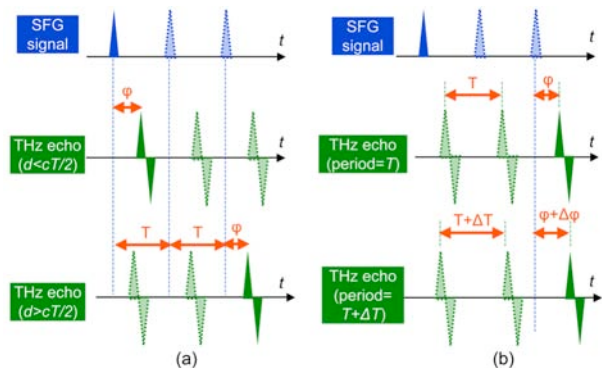 SFG
signal
t
φ
THz echo
(d<cT/2)
t
T T φ
THz echo
(d>cT/2)
t
(a)
SFG
signal
t
T φ
THz echo
(period=T)
t
T+ΔT φ+Δφ
THz echo
(period=
T+ΔT)
t
(b)